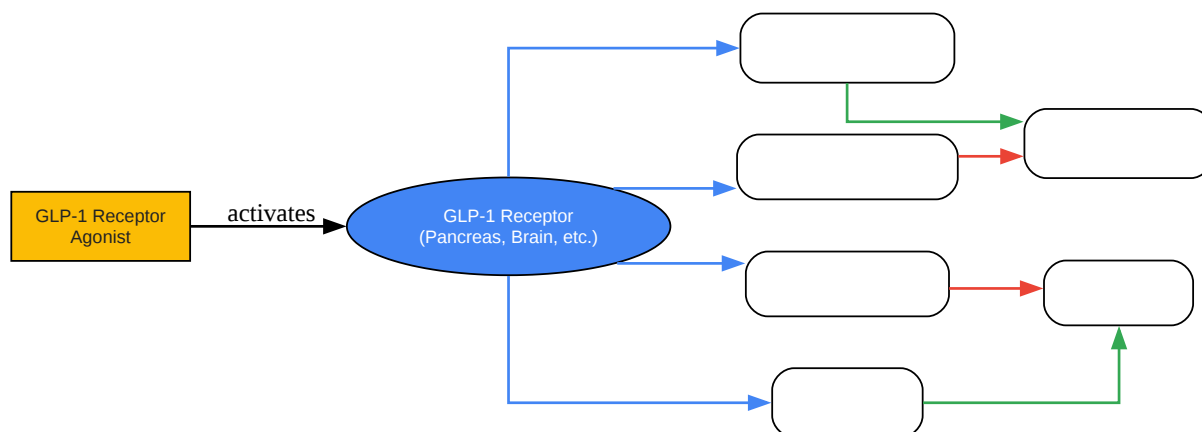 GLP-1 Receptor
Agonist
activates
GLP-1 Receptor
(Pancreas, Brain, etc.)